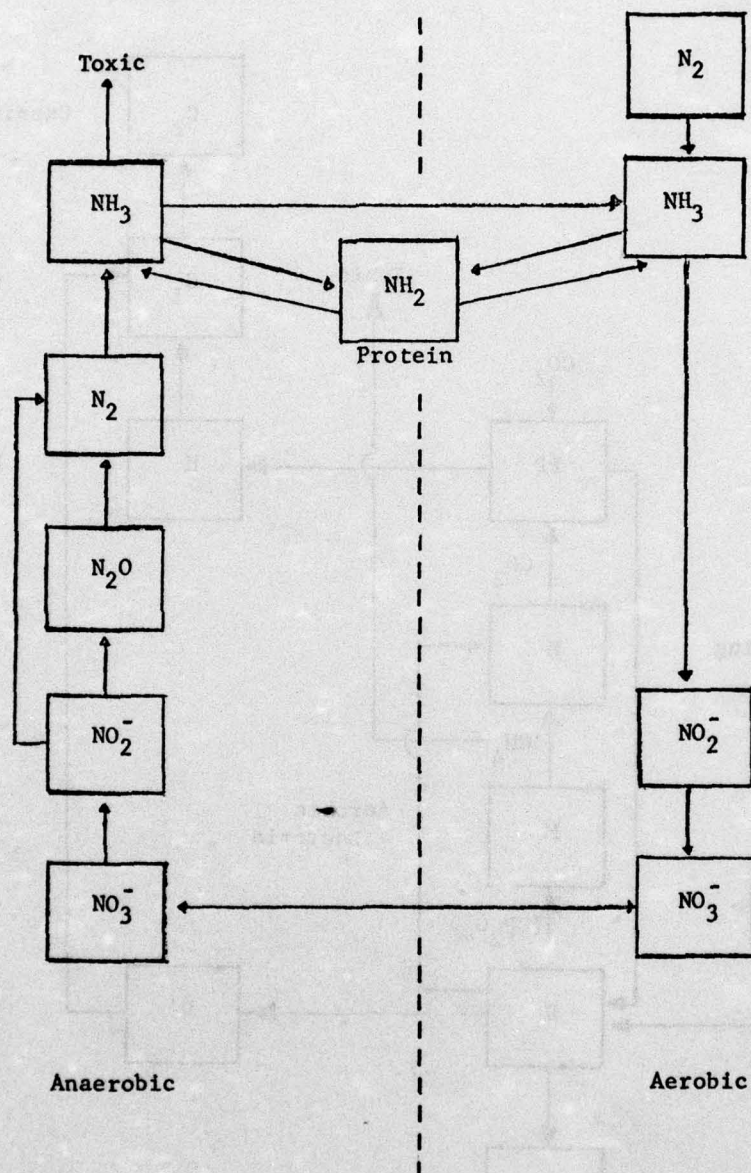 Toxic
N₂
NH₃
NH₃
NH₂
Protein
N₂
N₂O
NO₂⁻
NO₂⁻
NO₃⁻
NO₃⁻
Anaerobic
Aerobic